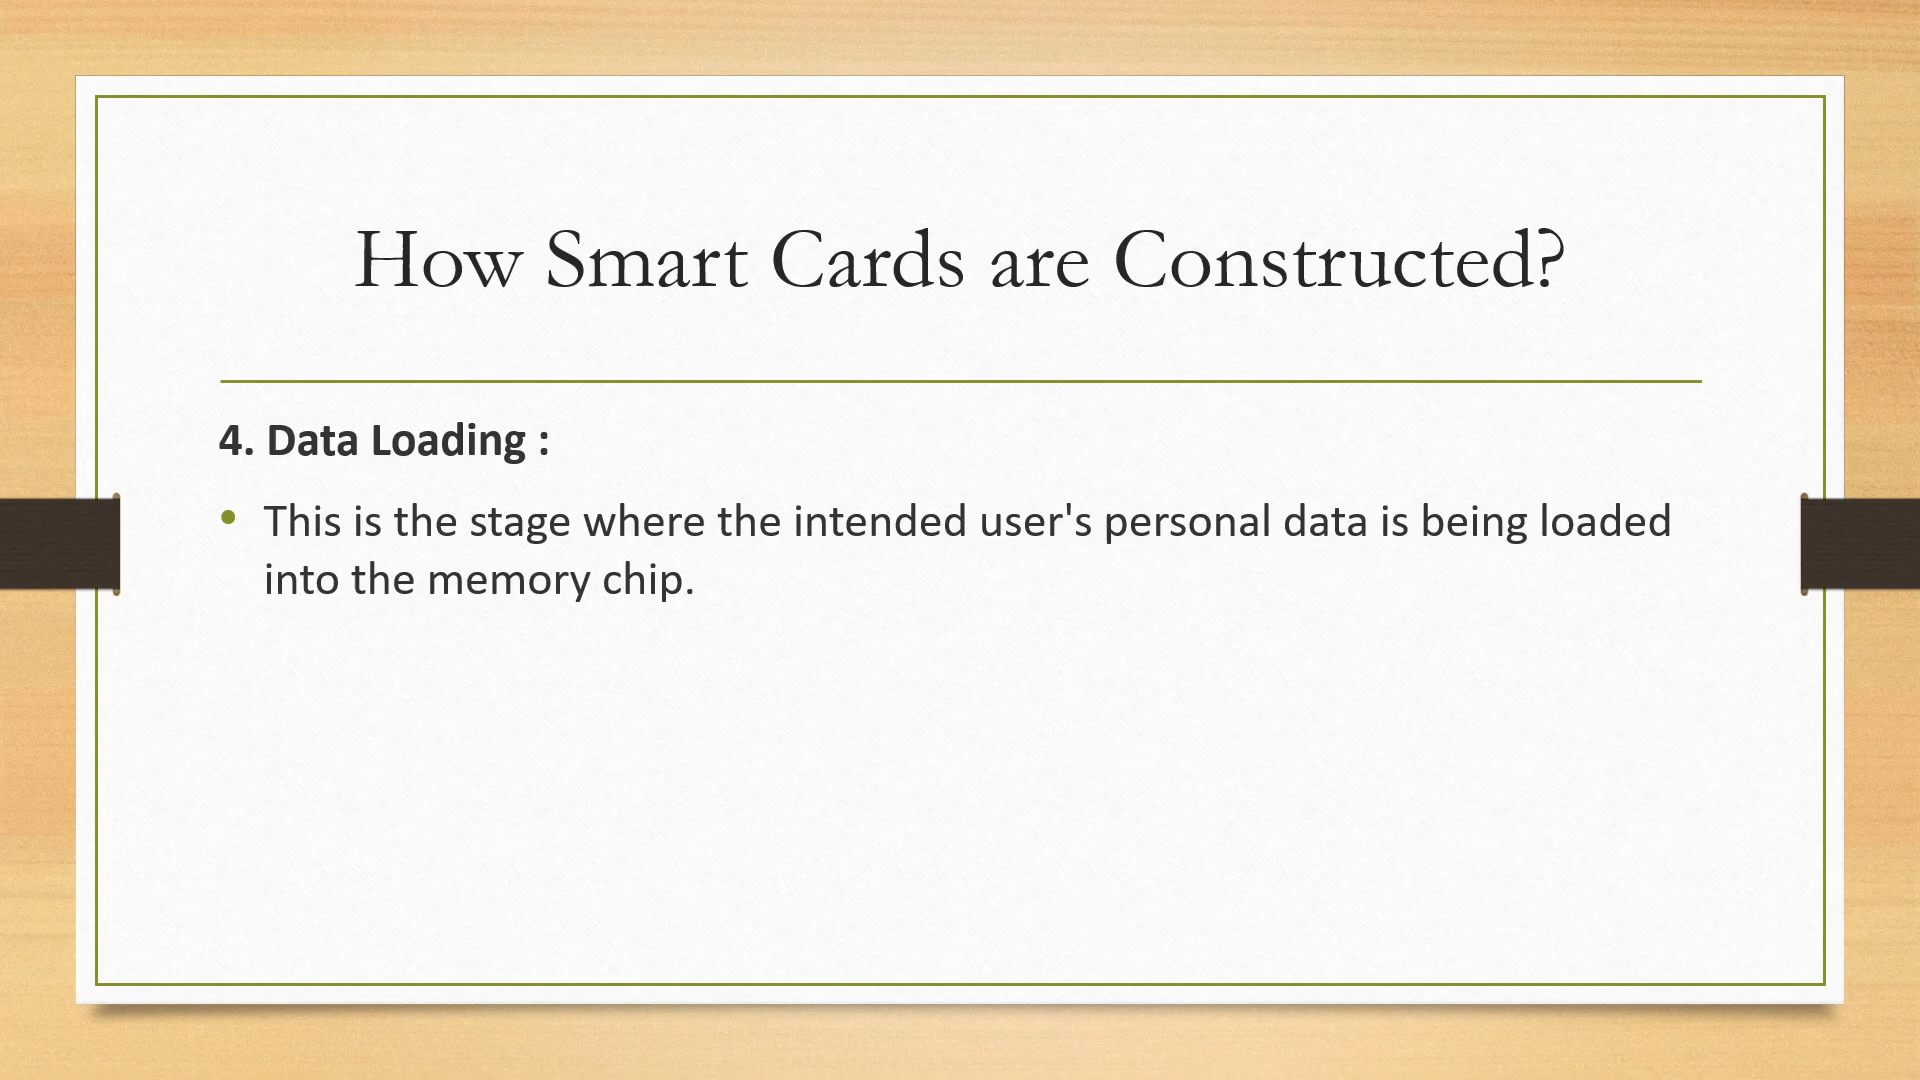 How Smart Cards are Constructed?
4. Data Loading :
• This is the stage where the intended user's personal data is being loaded
into the memory chip.